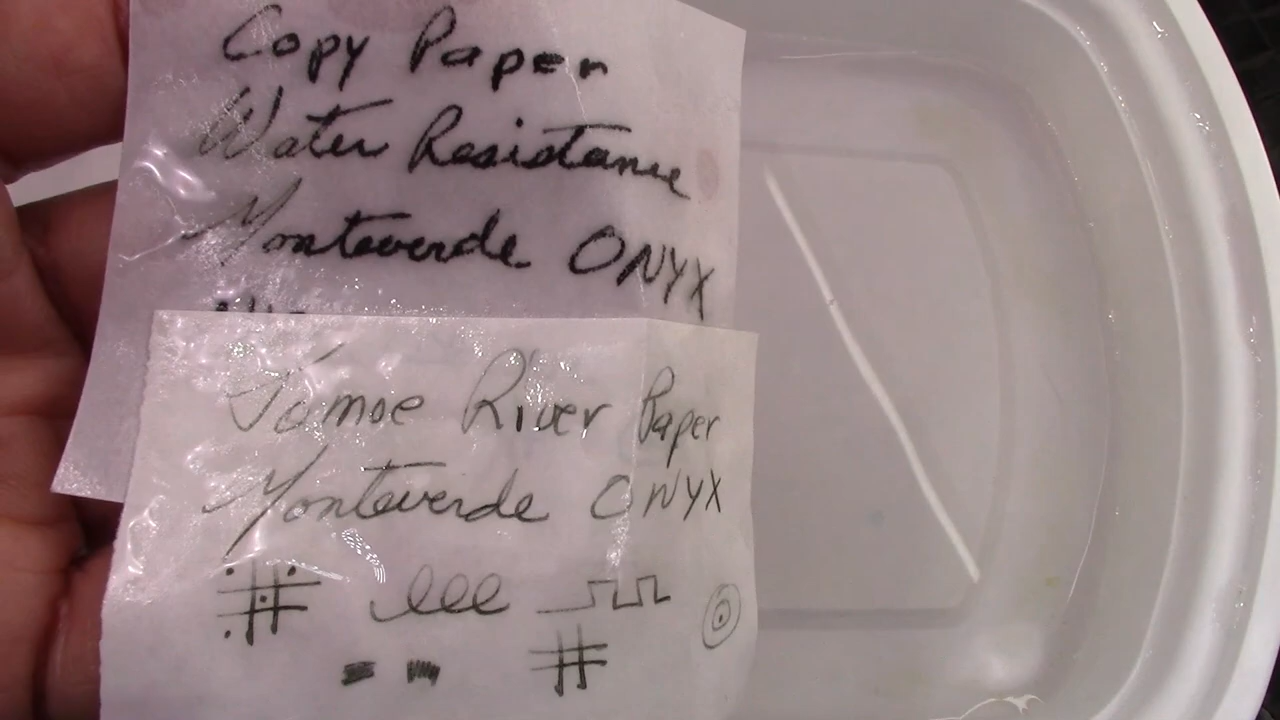 Copy Paper
Water Resistance
Monteverde ONYX
Tomoe River Paper
Monteverde ONYX